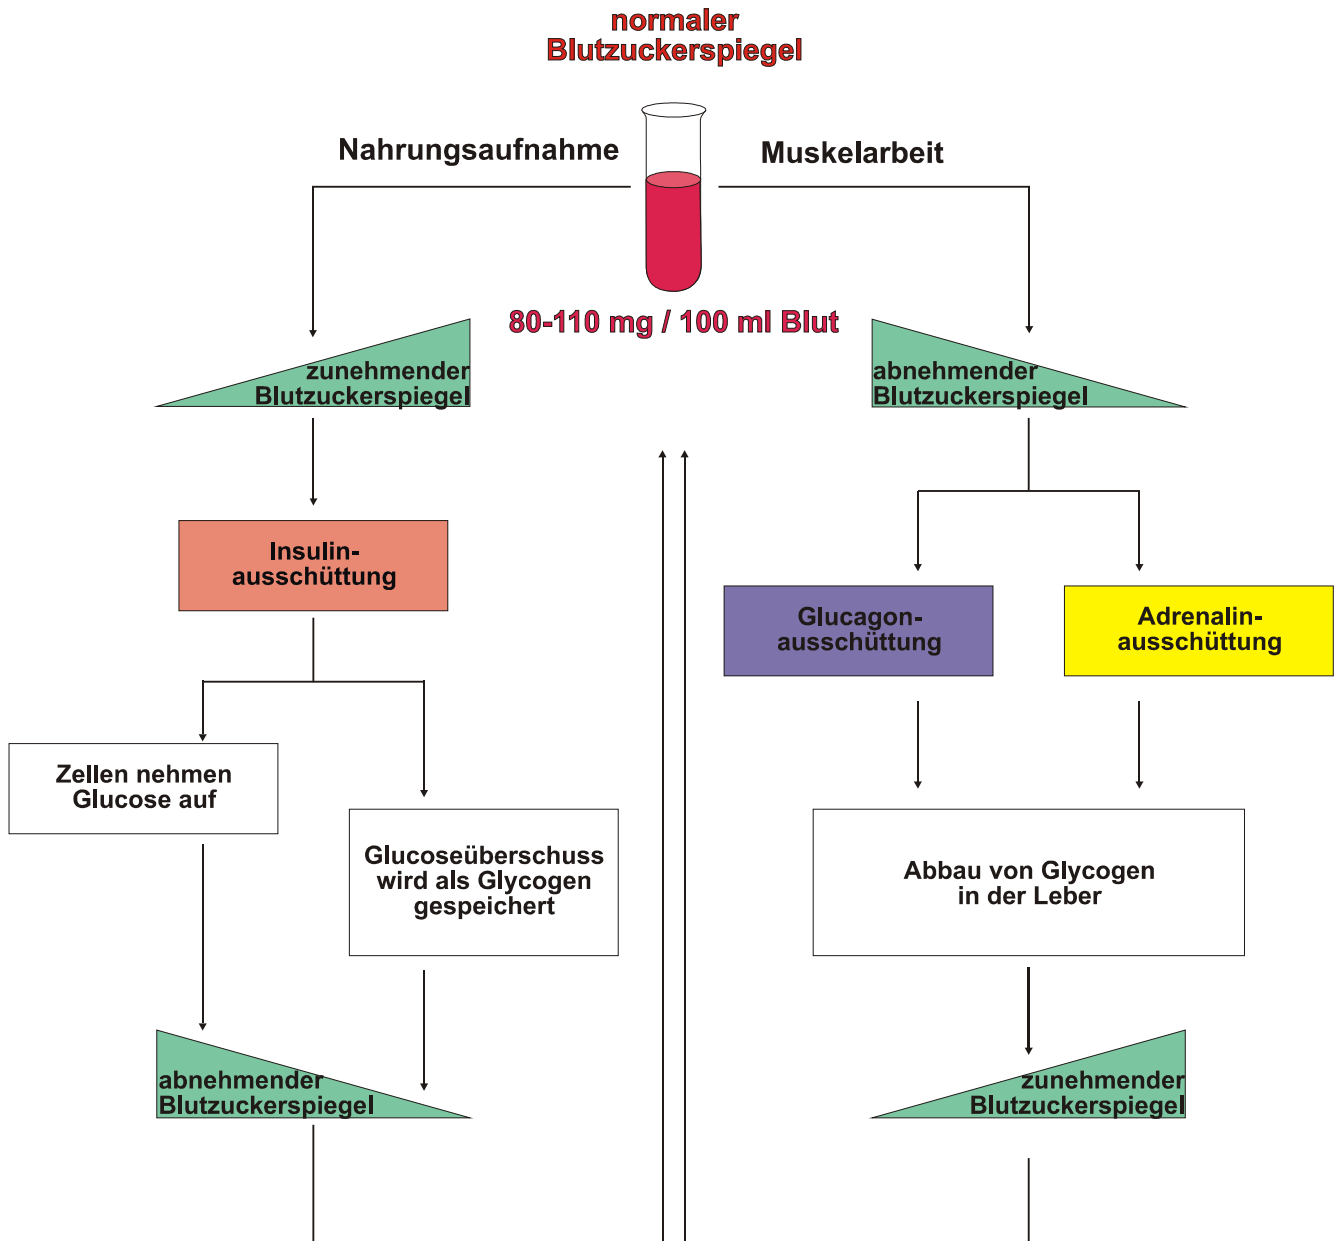 normaler
Blutzuckerspiegel
Nahrungsaufnahme
Muskelarbeit
80-110 mg / 100 ml Blut
zunehmender
Blutzuckerspiegel
abnehmender
Blutzuckerspiegel
Insulin-
ausschüttung
Glucagon-
ausschüttung
Adrenalin-
ausschüttung
Zellen nehmen
Glucose auf
Glucoseüberschuss
wird als Glycogen
gespeichert
Abbau von Glycogen
in der Leber
abnehmender
Blutzuckerspiegel
zunehmender
Blutzuckerspiegel